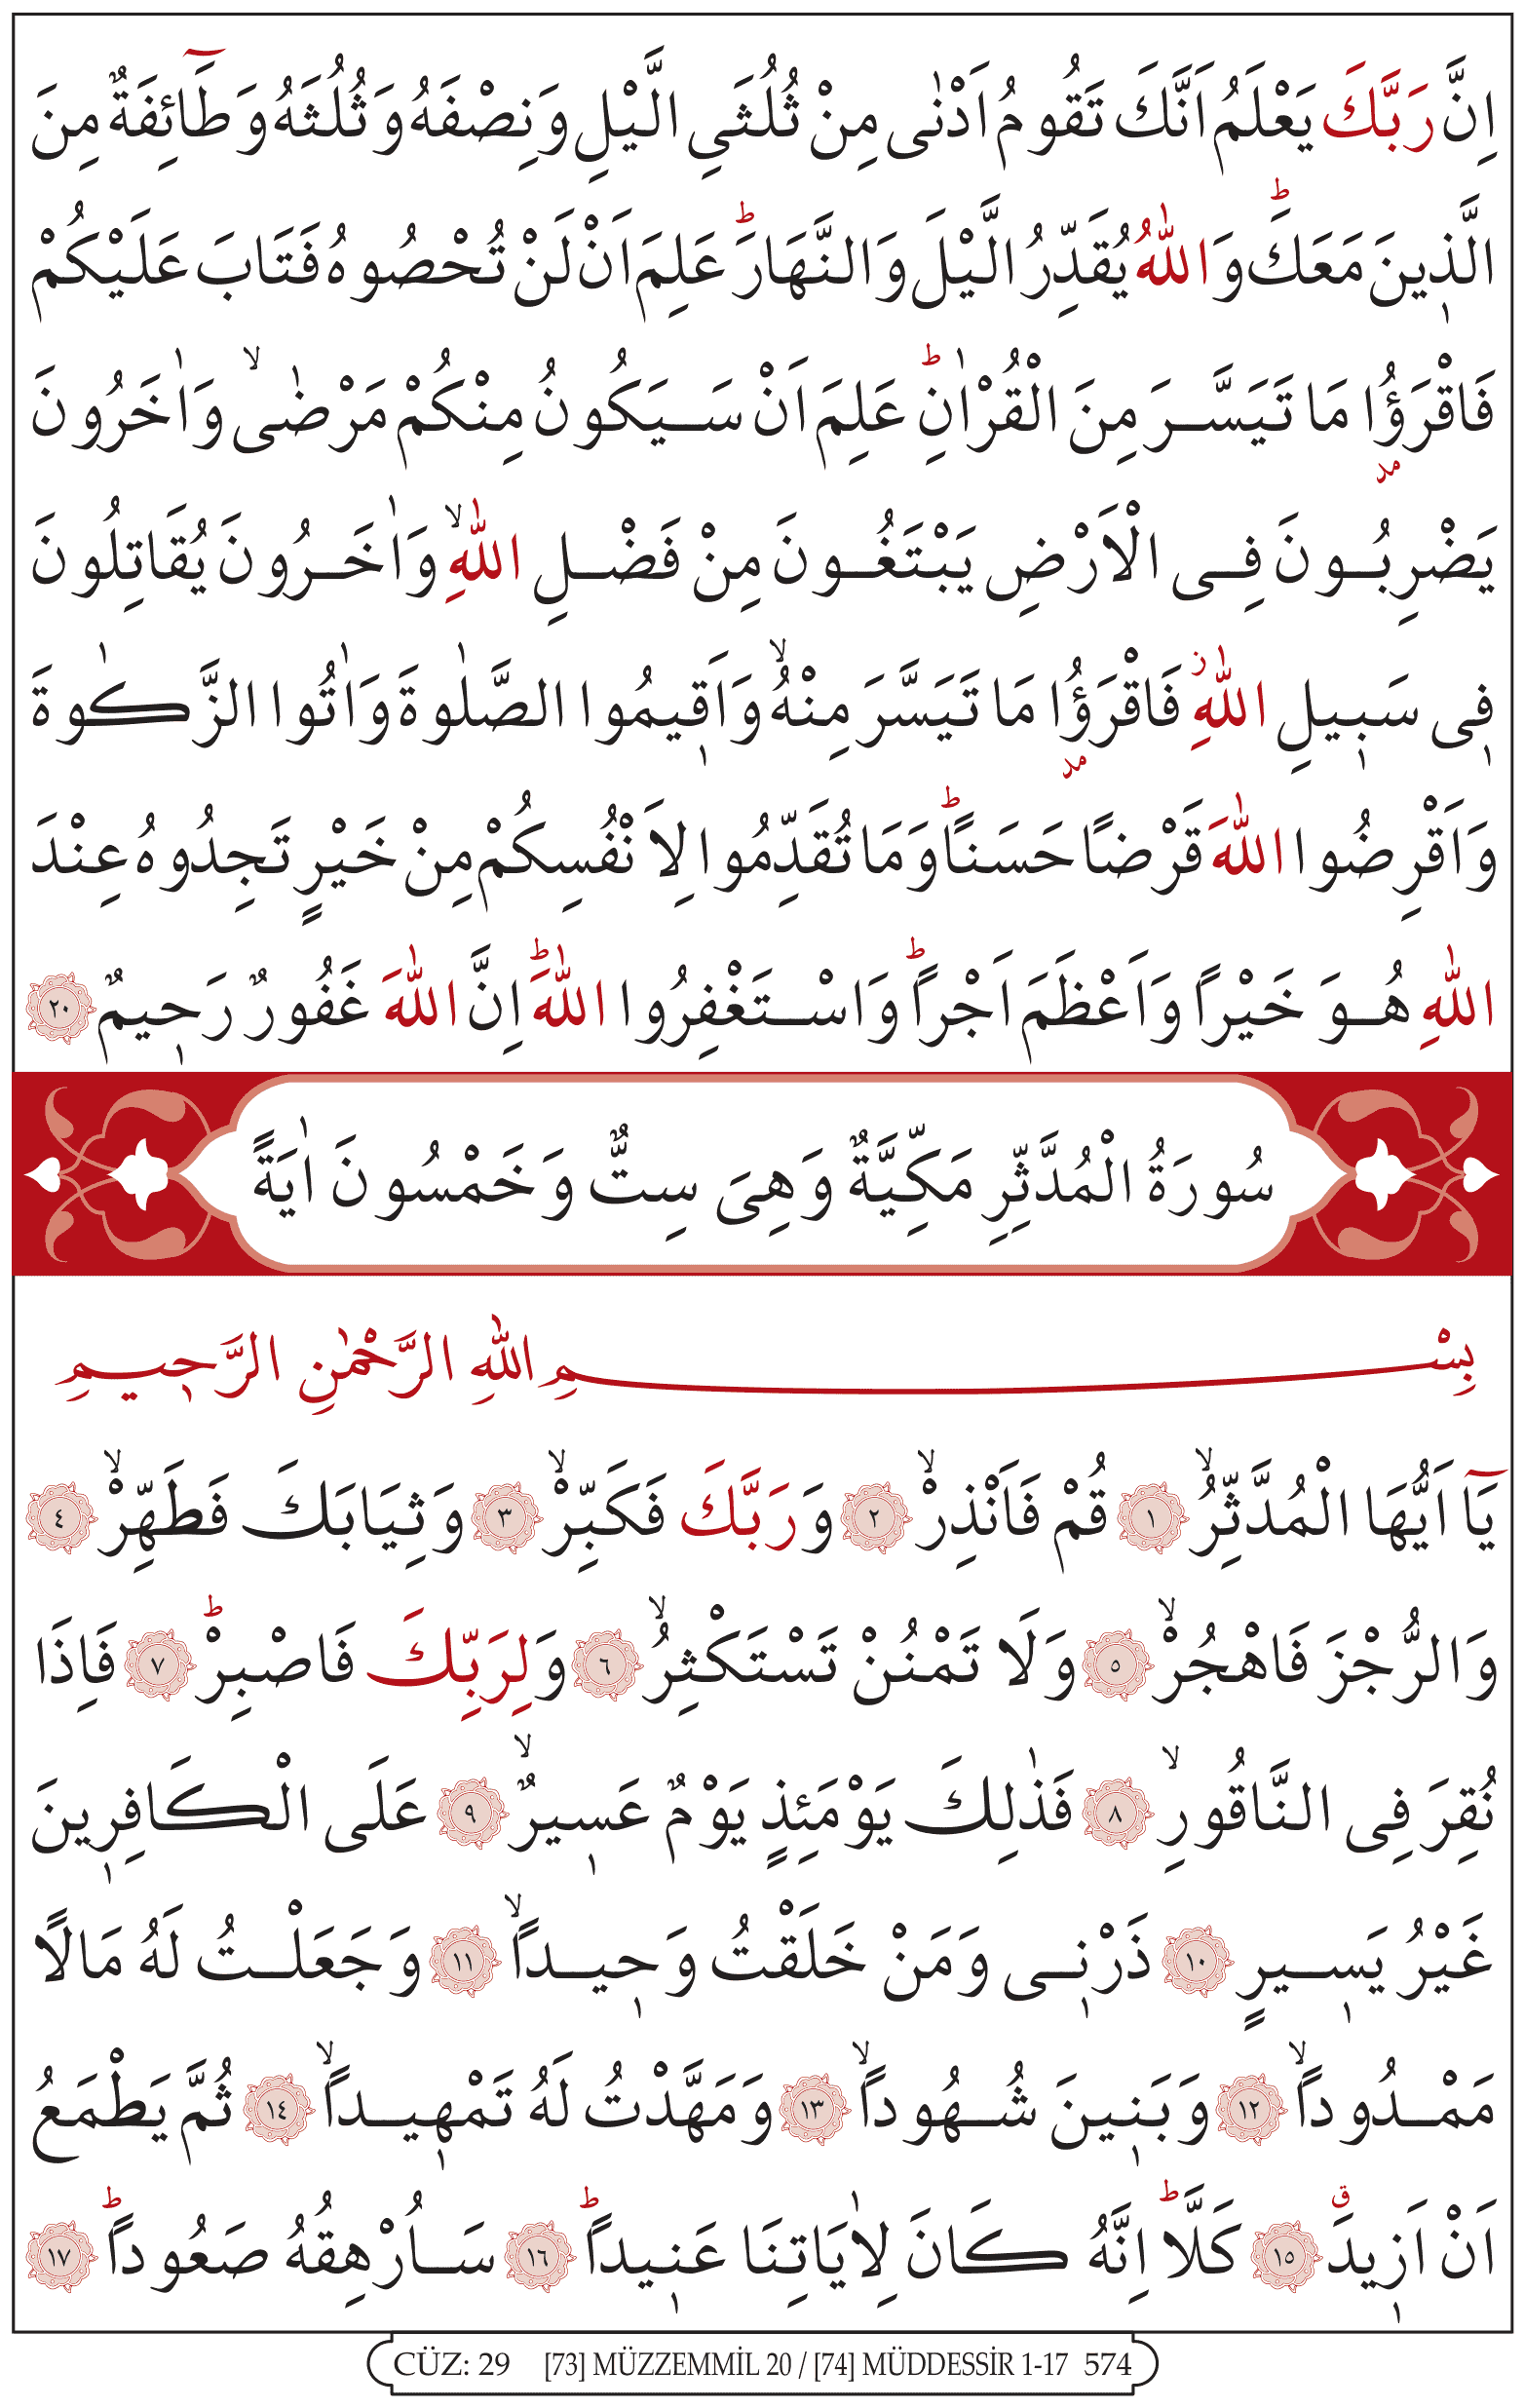 اِنَّ رَبَّكَ يَعْلَمُ اَنَّكَ تَقُومُ اَدْنٰى مِنْ ثُلُثَيِ الَّيْلِ وَنِصْفَهُ وَثُلُثَهُ وَطَٓائِفَةٌ مِنَ
الَّذ۪ينَ مَعَكَۜ وَاللّٰهُ يُقَدِّرُ الَّيْلَ وَالنَّهَارَۜ عَلِمَ اَنْ لَنْ تُحْصُوهُ فَتَابَ عَلَيْكُمْ
فَاقْرَؤُ۫ا مَا تَيَسَّرَ مِنَ الْقُرْاٰنِۜ عَلِمَ اَنْ سَيَكُونُ مِنْكُمْ مَرْضٰىۙ وَاٰخَرُونَ
يَضْرِبُونَ فِى الْاَرْضِ يَبْتَغُونَ مِنْ فَضْلِ اللّٰهِۙ وَاٰخَرُونَ يُقَاتِلُونَ
ف۪ى سَب۪يلِ اللّٰهِۘ فَاقْرَؤُ۫ا مَا تَيَسَّرَ مِنْهُۙ وَاَق۪يمُوا الصَّلٰوةَ وَاٰتُوا الزَّكٰوةَ
وَاَقْرِضُوا اللّٰهَ قَرْضًا حَسَنًاۜ وَمَا تُقَدِّمُوا لِاَنْفُسِكُمْ مِنْ خَيْرٍ تَجِدُوهُ عِنْدَ
اللّٰهِ هُوَ خَيْرًا وَاَعْظَمَ اَجْراًۜ وَاسْتَغْفِرُوا اللّٰهَۜ اِنَّ اللّٰهَ غَفُورٌ رَح۪يمٌ ٢٠
سُورَةُ الْمُدَّثِّرِ مَكِّيَّةٌ وَهِىَ سِتٌّ وَخَمْسُونَ اٰيَةً
بِسْمِ اللّٰهِ الرَّحْمٰنِ الرَّح۪يمِ
يَٓا اَيُّهَا الْمُدَّثِّرُۙ ١ قُمْ فَاَنْذِرْۙ ٢ وَرَبَّكَ فَكَبِّرْۙ ٣ وَثِيَابَكَ فَطَهِّرْۙ ٤
وَالرُّجْزَ فَاهْجُرْۙ ٥ وَلَا تَمْنُنْ تَسْتَكْثِرُۙ ٦ وَلِرَبِّكَ فَاصْبِرْۜ ٧ فَاِذَا
نُقِرَ فِى النَّاقُورِۙ ٨ فَذٰلِكَ يَوْمَئِذٍ يَوْمٌ عَس۪يرٌۙ ٩ عَلَى الْكَافِر۪ينَ
غَيْرُ يَس۪يرٍ ١٠ ذَرْن۪ى وَمَنْ خَلَقْتُ وَح۪يداًۙ ١١ وَجَعَلْتُ لَهُ مَالًا
مَمْدُوداًۙ ١٢ وَبَن۪ينَ شُهُوداًۙ ١٣ وَمَهَّدْتُ لَهُ تَمْه۪يداًۙ ١٤ ثُمَّ يَطْمَعُ
اَنْ اَز۪يدَۗ ١٥ كَلَّاۜ اِنَّهُ كَانَ لِاٰيَاتِنَا عَن۪يداًۜ ١٦ سَاُرْهِقُهُ صَعُوداًۜ ١٧
CÜZ: 29 [73] MÜZZEMMİL 20 / [74] MÜDDESSİR 1-17 574